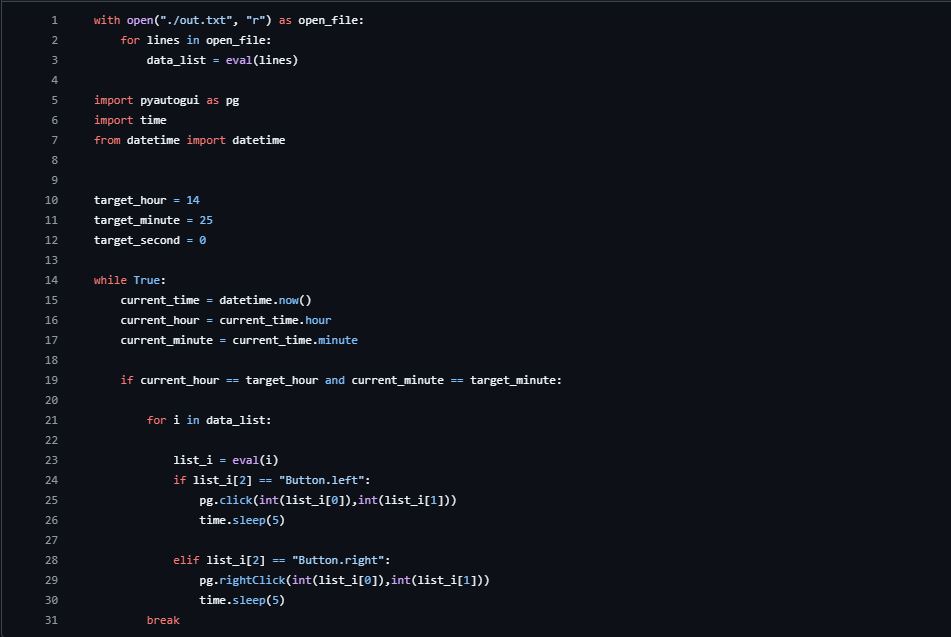 1 with open("./out.txt", "r") as open_file:
2     for lines in open_file:
3         data_list = eval(lines)
4
5 import pyautogui as pg
6 import time
7 from datetime import datetime
8
9
10 target_hour = 14
11 target_minute = 25
12 target_second = 0
13
14 while True:
15     current_time = datetime.now()
16     current_hour = current_time.hour
17     current_minute = current_time.minute
18
19     if current_hour == target_hour and current_minute == target_minute:
20
21         for i in data_list:
22
23             list_i = eval(i)
24             if list_i[2] == "Button.left":
25                 pg.click(int(list_i[0]),int(list_i[1]))
26                 time.sleep(5)
27
28             elif list_i[2] == "Button.right":
29                 pg.rightClick(int(list_i[0]),int(list_i[1]))
30                 time.sleep(5)
31         break